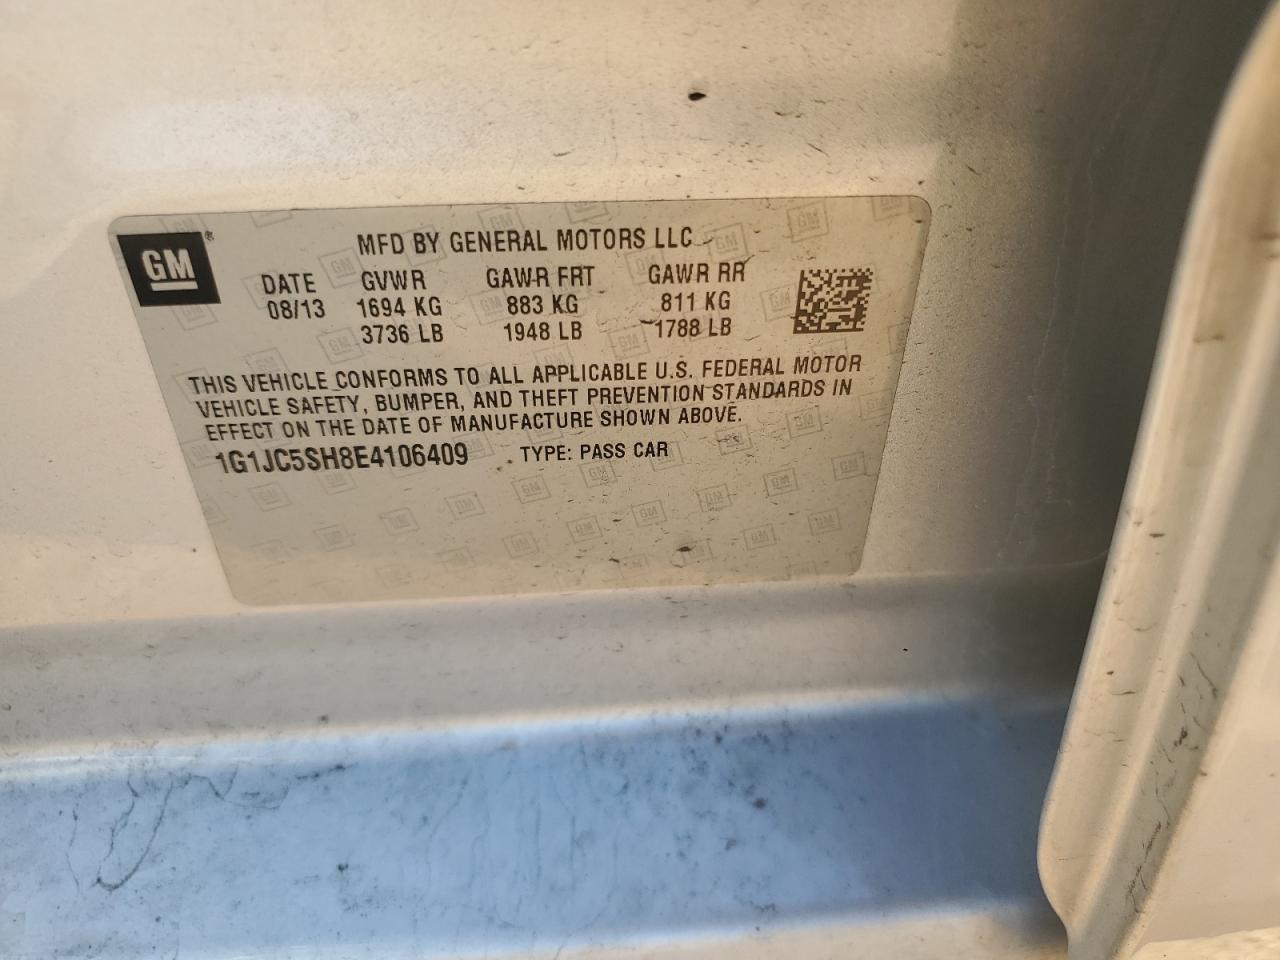 GM®
MFD BY GENERAL MOTORS LLC
DATE GVWR GAWR FRT GAWR RR
08/13 1694 KG 883 KG 811 KG
3736 LB 1948 LB 1788 LB
THIS VEHICLE CONFORMS TO ALL APPLICABLE U.S. FEDERAL MOTOR
VEHICLE SAFETY, BUMPER, AND THEFT PREVENTION STANDARDS IN
EFFECT ON THE DATE OF MANUFACTURE SHOWN ABOVE.
1G1JC5SH8E4106409 TYPE: PASS CAR